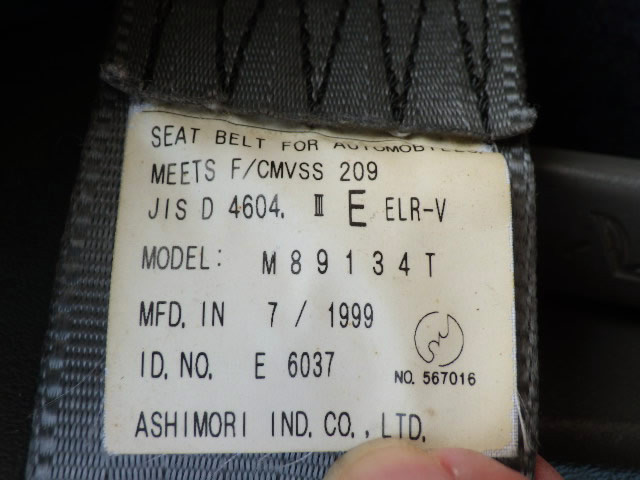 SEAT BELT FOR AUTOMOBILES.
MEETS F/CMVSS 209
JIS D 4604. Ⅲ E ELR-V
MODEL: M89134T
MFD. IN 7 / 1999
ID. NO. E 6037
NO. 567016
ASHIMORI IND. CO., LTD.